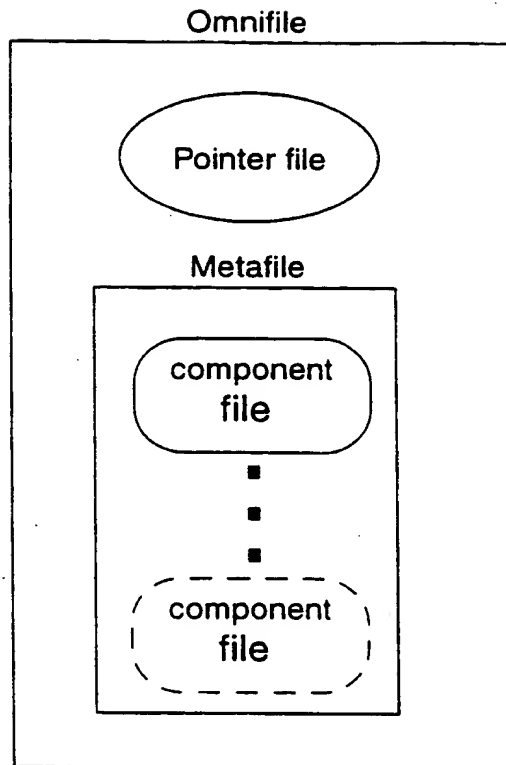 Omnifile
Pointer file
Metafile
component
file
component
file